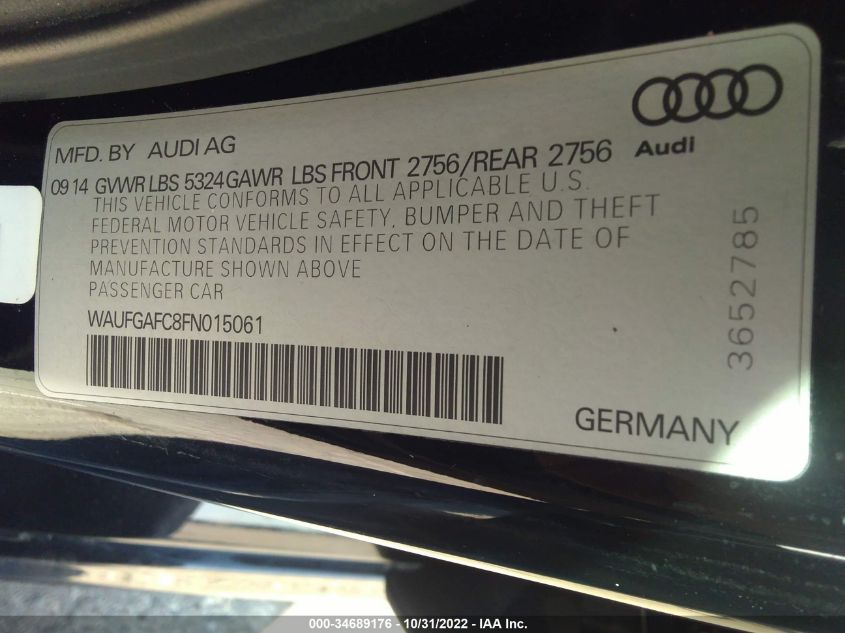 Audi
MFD. BY AUDI AG
09 14 GVWR LBS 5324 GAWR LBS FRONT 2756/REAR 2756
THIS VEHICLE CONFORMS TO ALL APPLICABLE U.S.
FEDERAL MOTOR VEHICLE SAFETY, BUMPER AND THEFT
PREVENTION STANDARDS IN EFFECT ON THE DATE OF
MANUFACTURE SHOWN ABOVE
PASSENGER CAR
WAUFGAFC8FN015061
3652785
GERMANY
000-34689176 - 10/31/2022 - IAA Inc.